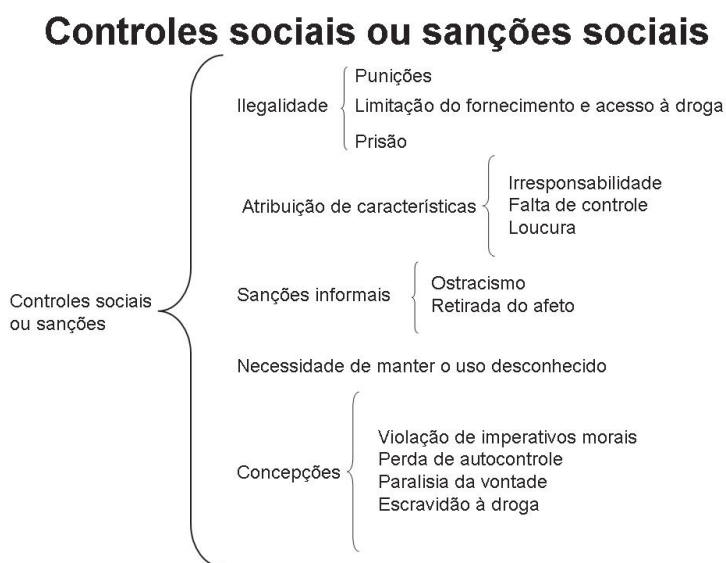 Controles sociais ou sanções sociais
Ilegalidade
Punições
Limitação do fornecimento e acesso à droga
Prisão
Atribuição de características
Irresponsabilidade
Falta de controle
Loucura
Controles sociais
ou sanções
Sanções informais
Ostracismo
Retirada do afeto
Necessidade de manter o uso desconhecido
Concepções
Violação de imperativos morais
Perda de autocontrole
Paralisia da vontade
Escravidão à droga